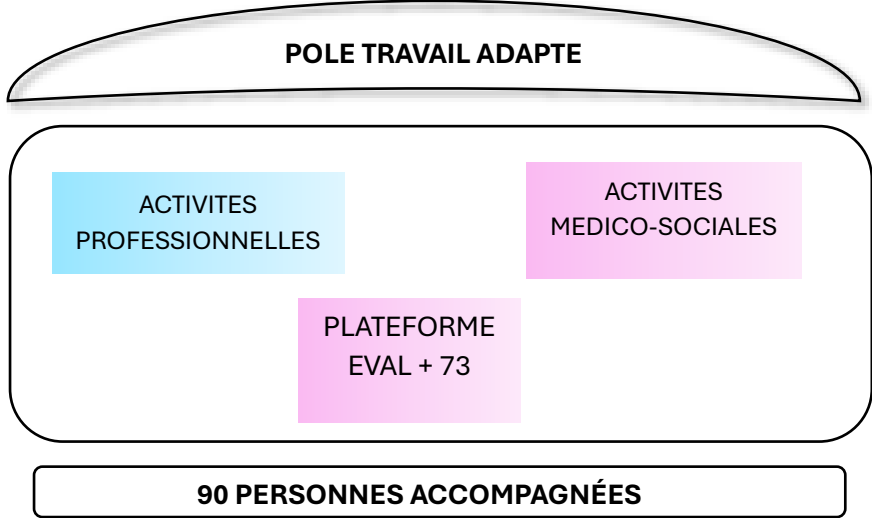 POLE TRAVAIL ADAPTE
ACTIVITES
PROFESSIONNELLES
ACTIVITES
MEDICO-SOCIALES
PLATEFORME
EVAL + 73
90 PERSONNES ACCOMPAGNÉES